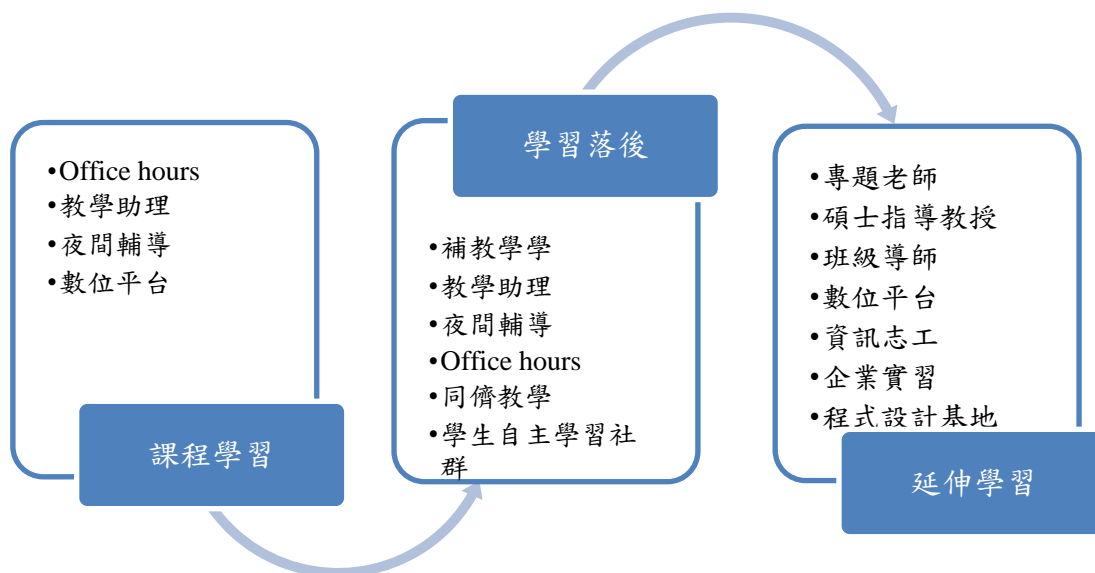 •Office hours
•教學助理
•夜間輔導
•數位平台
課程學習
學習落後
•補教學學
•教學助理
•夜間輔導
•Office hours
•同儕教學
•學生自主學習社
群
•專題老師
•碩士指導教授
•班級導師
•數位平台
•資訊志工
•企業實習
•程式設計基地
延伸學習